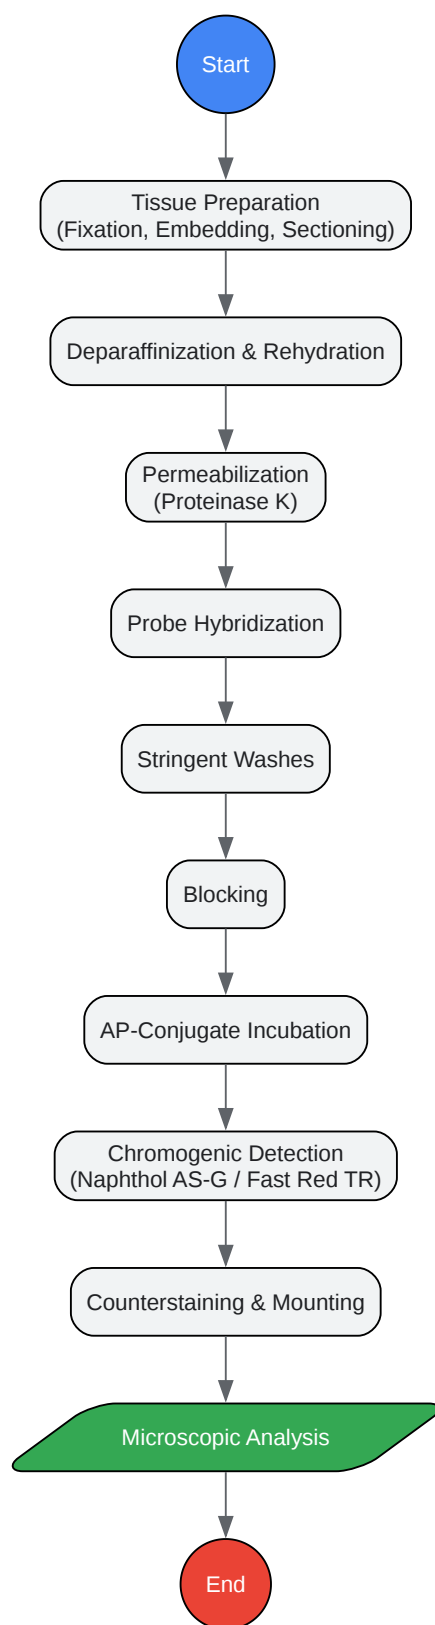 Start
Tissue Preparation
(Fixation, Embedding, Sectioning)
Deparaffinization & Rehydration
Permeabilization
(Proteinase K)
Probe Hybridization
Stringent Washes
Blocking
AP-Conjugate Incubation
Chromogenic Detection
(Naphthol AS-G / Fast Red TR)
Counterstaining & Mounting
Microscopic Analysis
End